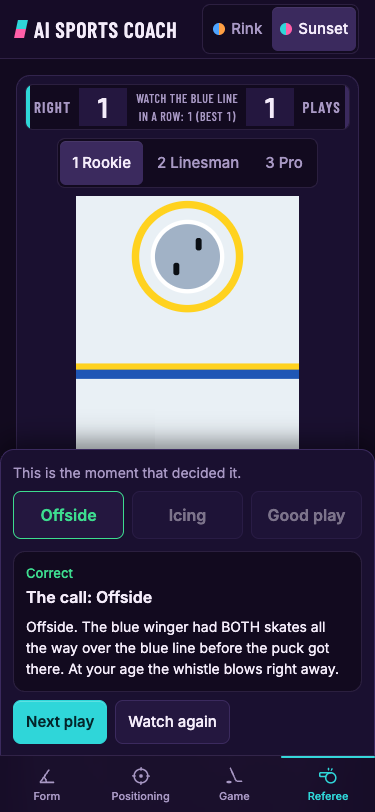 AI SPORTS COACH
Rink
Sunset
RIGHT
1
WATCH THE BLUE LINE
IN A ROW: 1 (BEST 1)
1
PLAYS
1 Rookie
2 Linesman
3 Pro
This is the moment that decided it.
Offside
Icing
Good play
Correct
The call: Offside
Offside. The blue winger had BOTH skates all
the way over the blue line before the puck got
there. At your age the whistle blows right away.
Next play
Watch again
Form
Positioning
Game
Referee